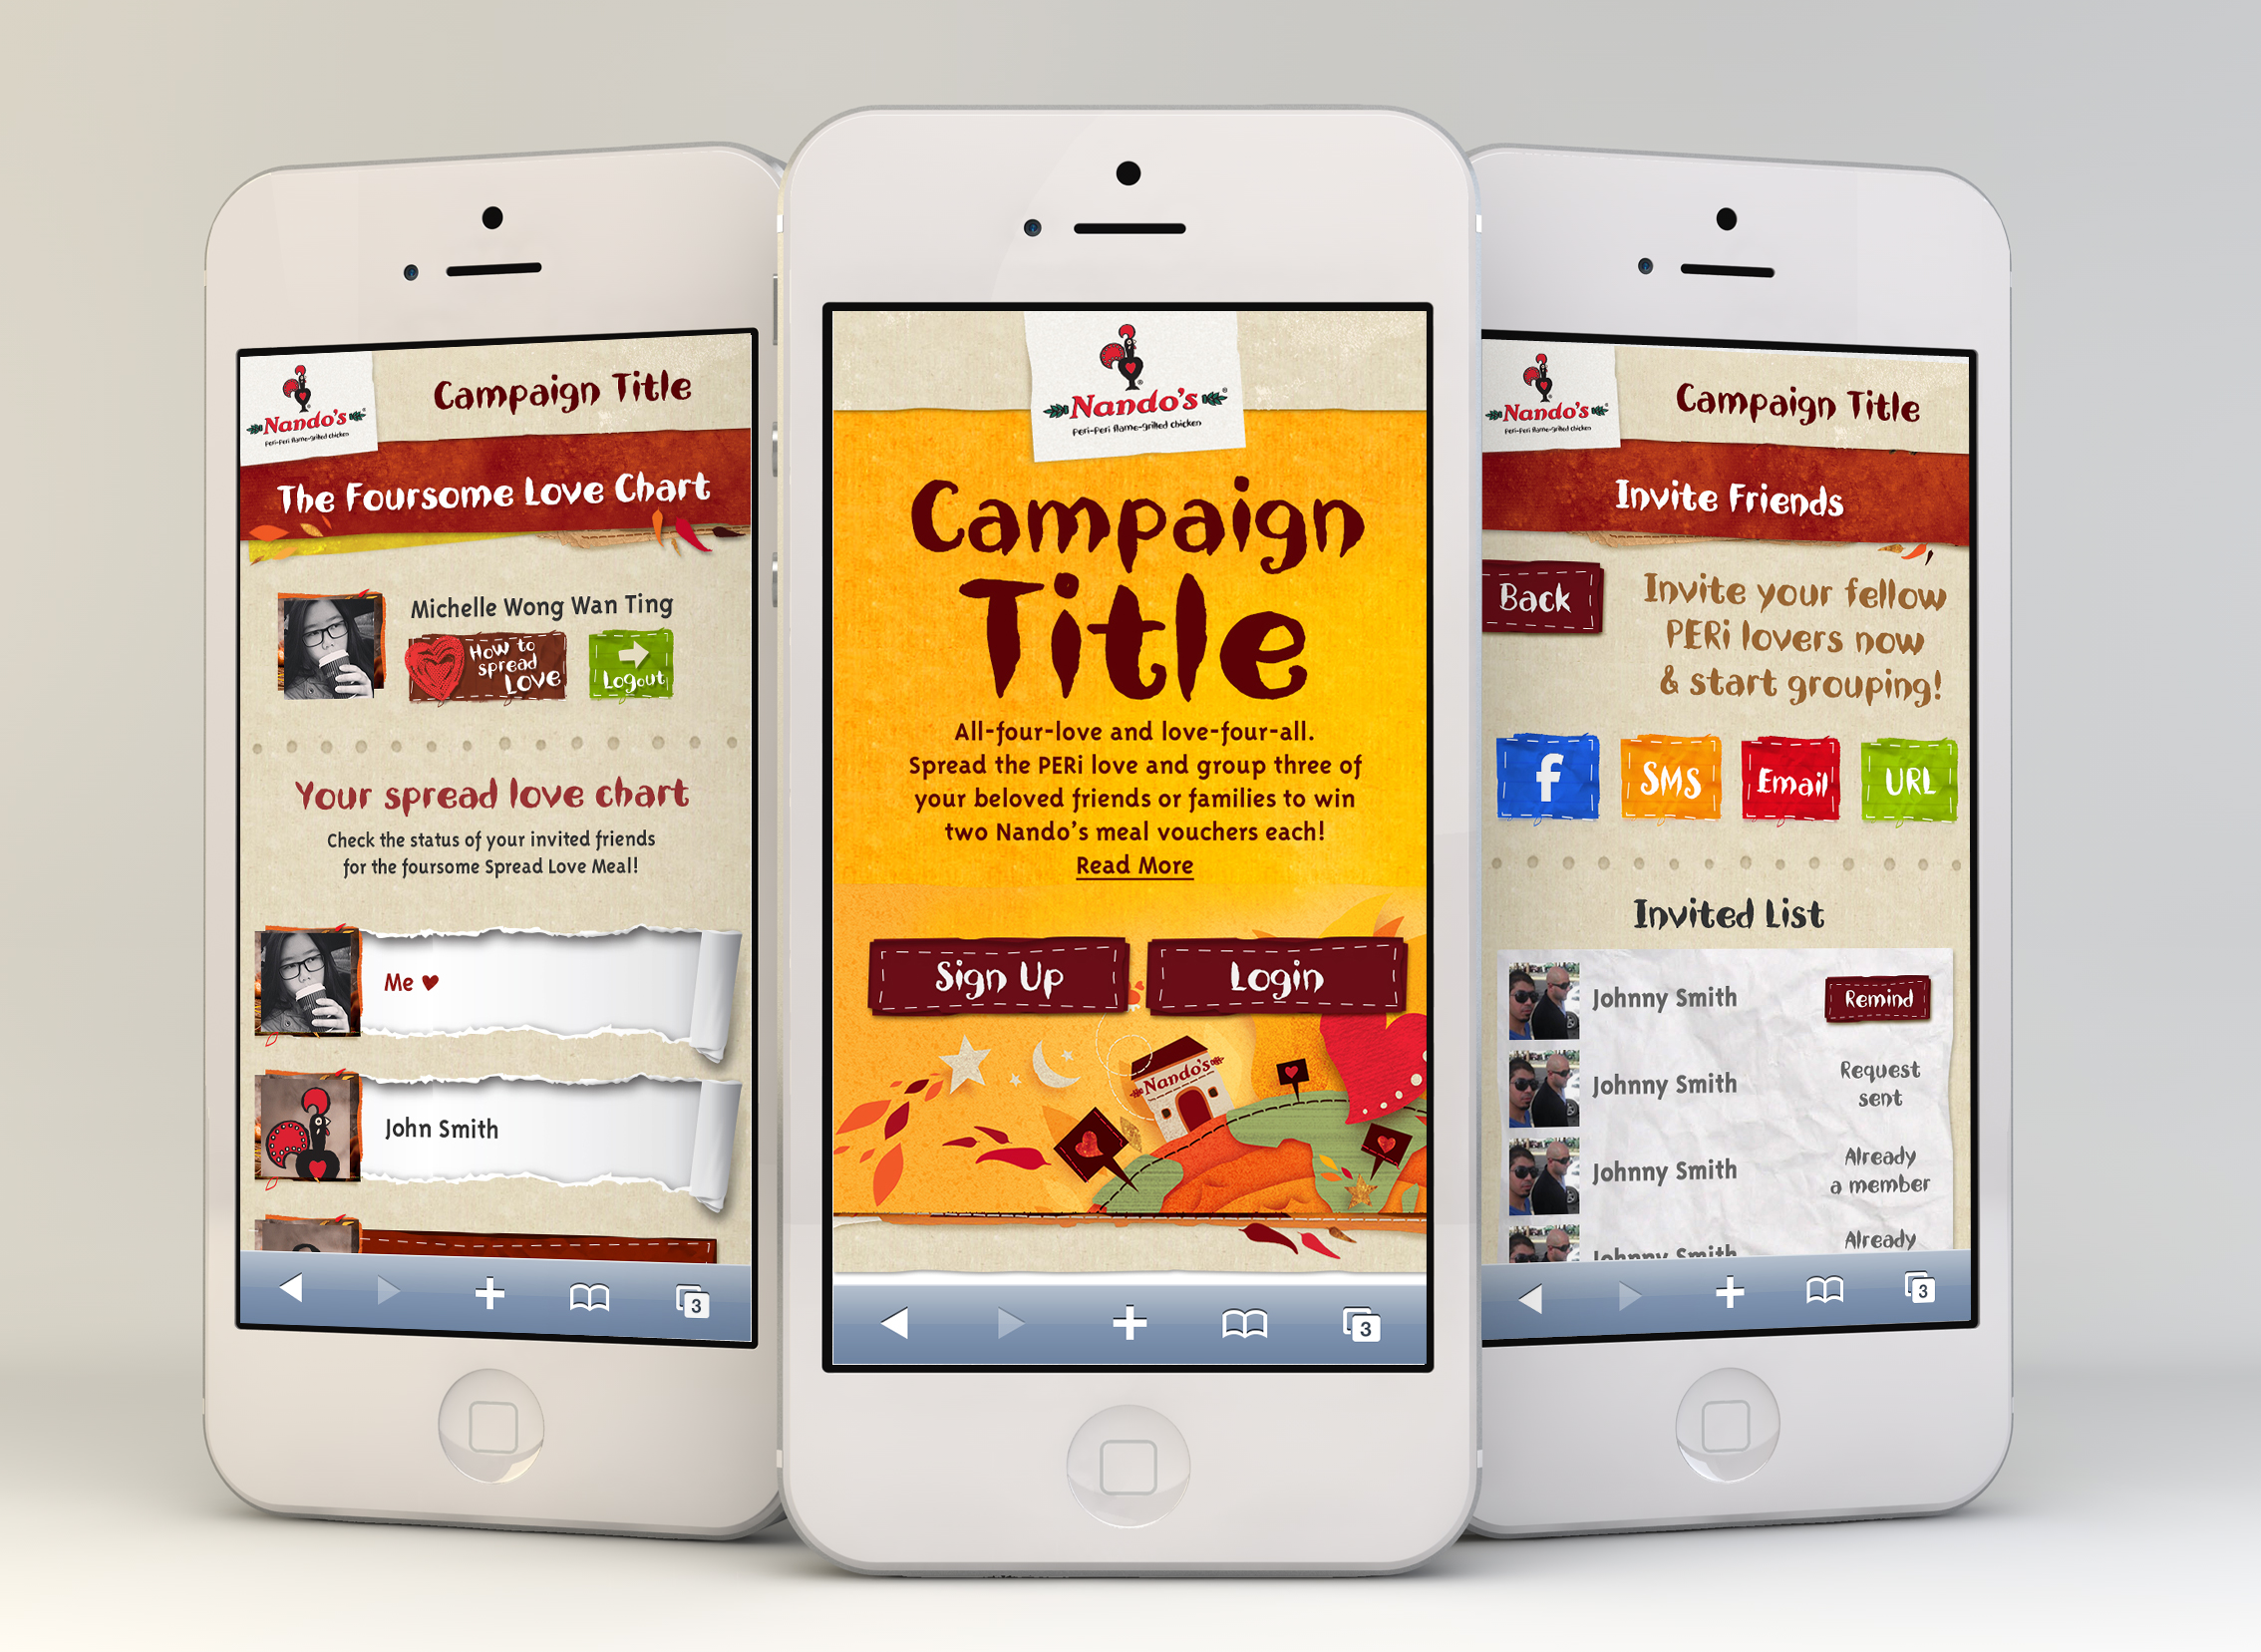 Nando's
Peri-Peri flame-grilled chicken
Campaign Title
The Foursome Love Chart
Michelle Wong Wan Ting
How to
spread
Love
Logout
Your spread love chart
Check the status of your invited friends
for the foursome Spread Love Meal!
Me ♥
John Smith
3
Nando's
®
Peri-Peri flame-grilled chicken
Campaign
Title
All-four-love and love-four-all.
Spread the PERi love and group three of
your beloved friends or families to win
two Nando's meal vouchers each!
Read More
Sign Up
Login
Nando's
3
Nando's
Peri-Peri flame-grilled chicken
Campaign Title
Invite Friends
Back
Invite your fellow
PERi lovers now
& start grouping!
f
SMS
Email
URL
Invited List
Johnny Smith
Remind
Johnny Smith
Request
sent
Johnny Smith
Already
a member
Johnny Smith
Already
3